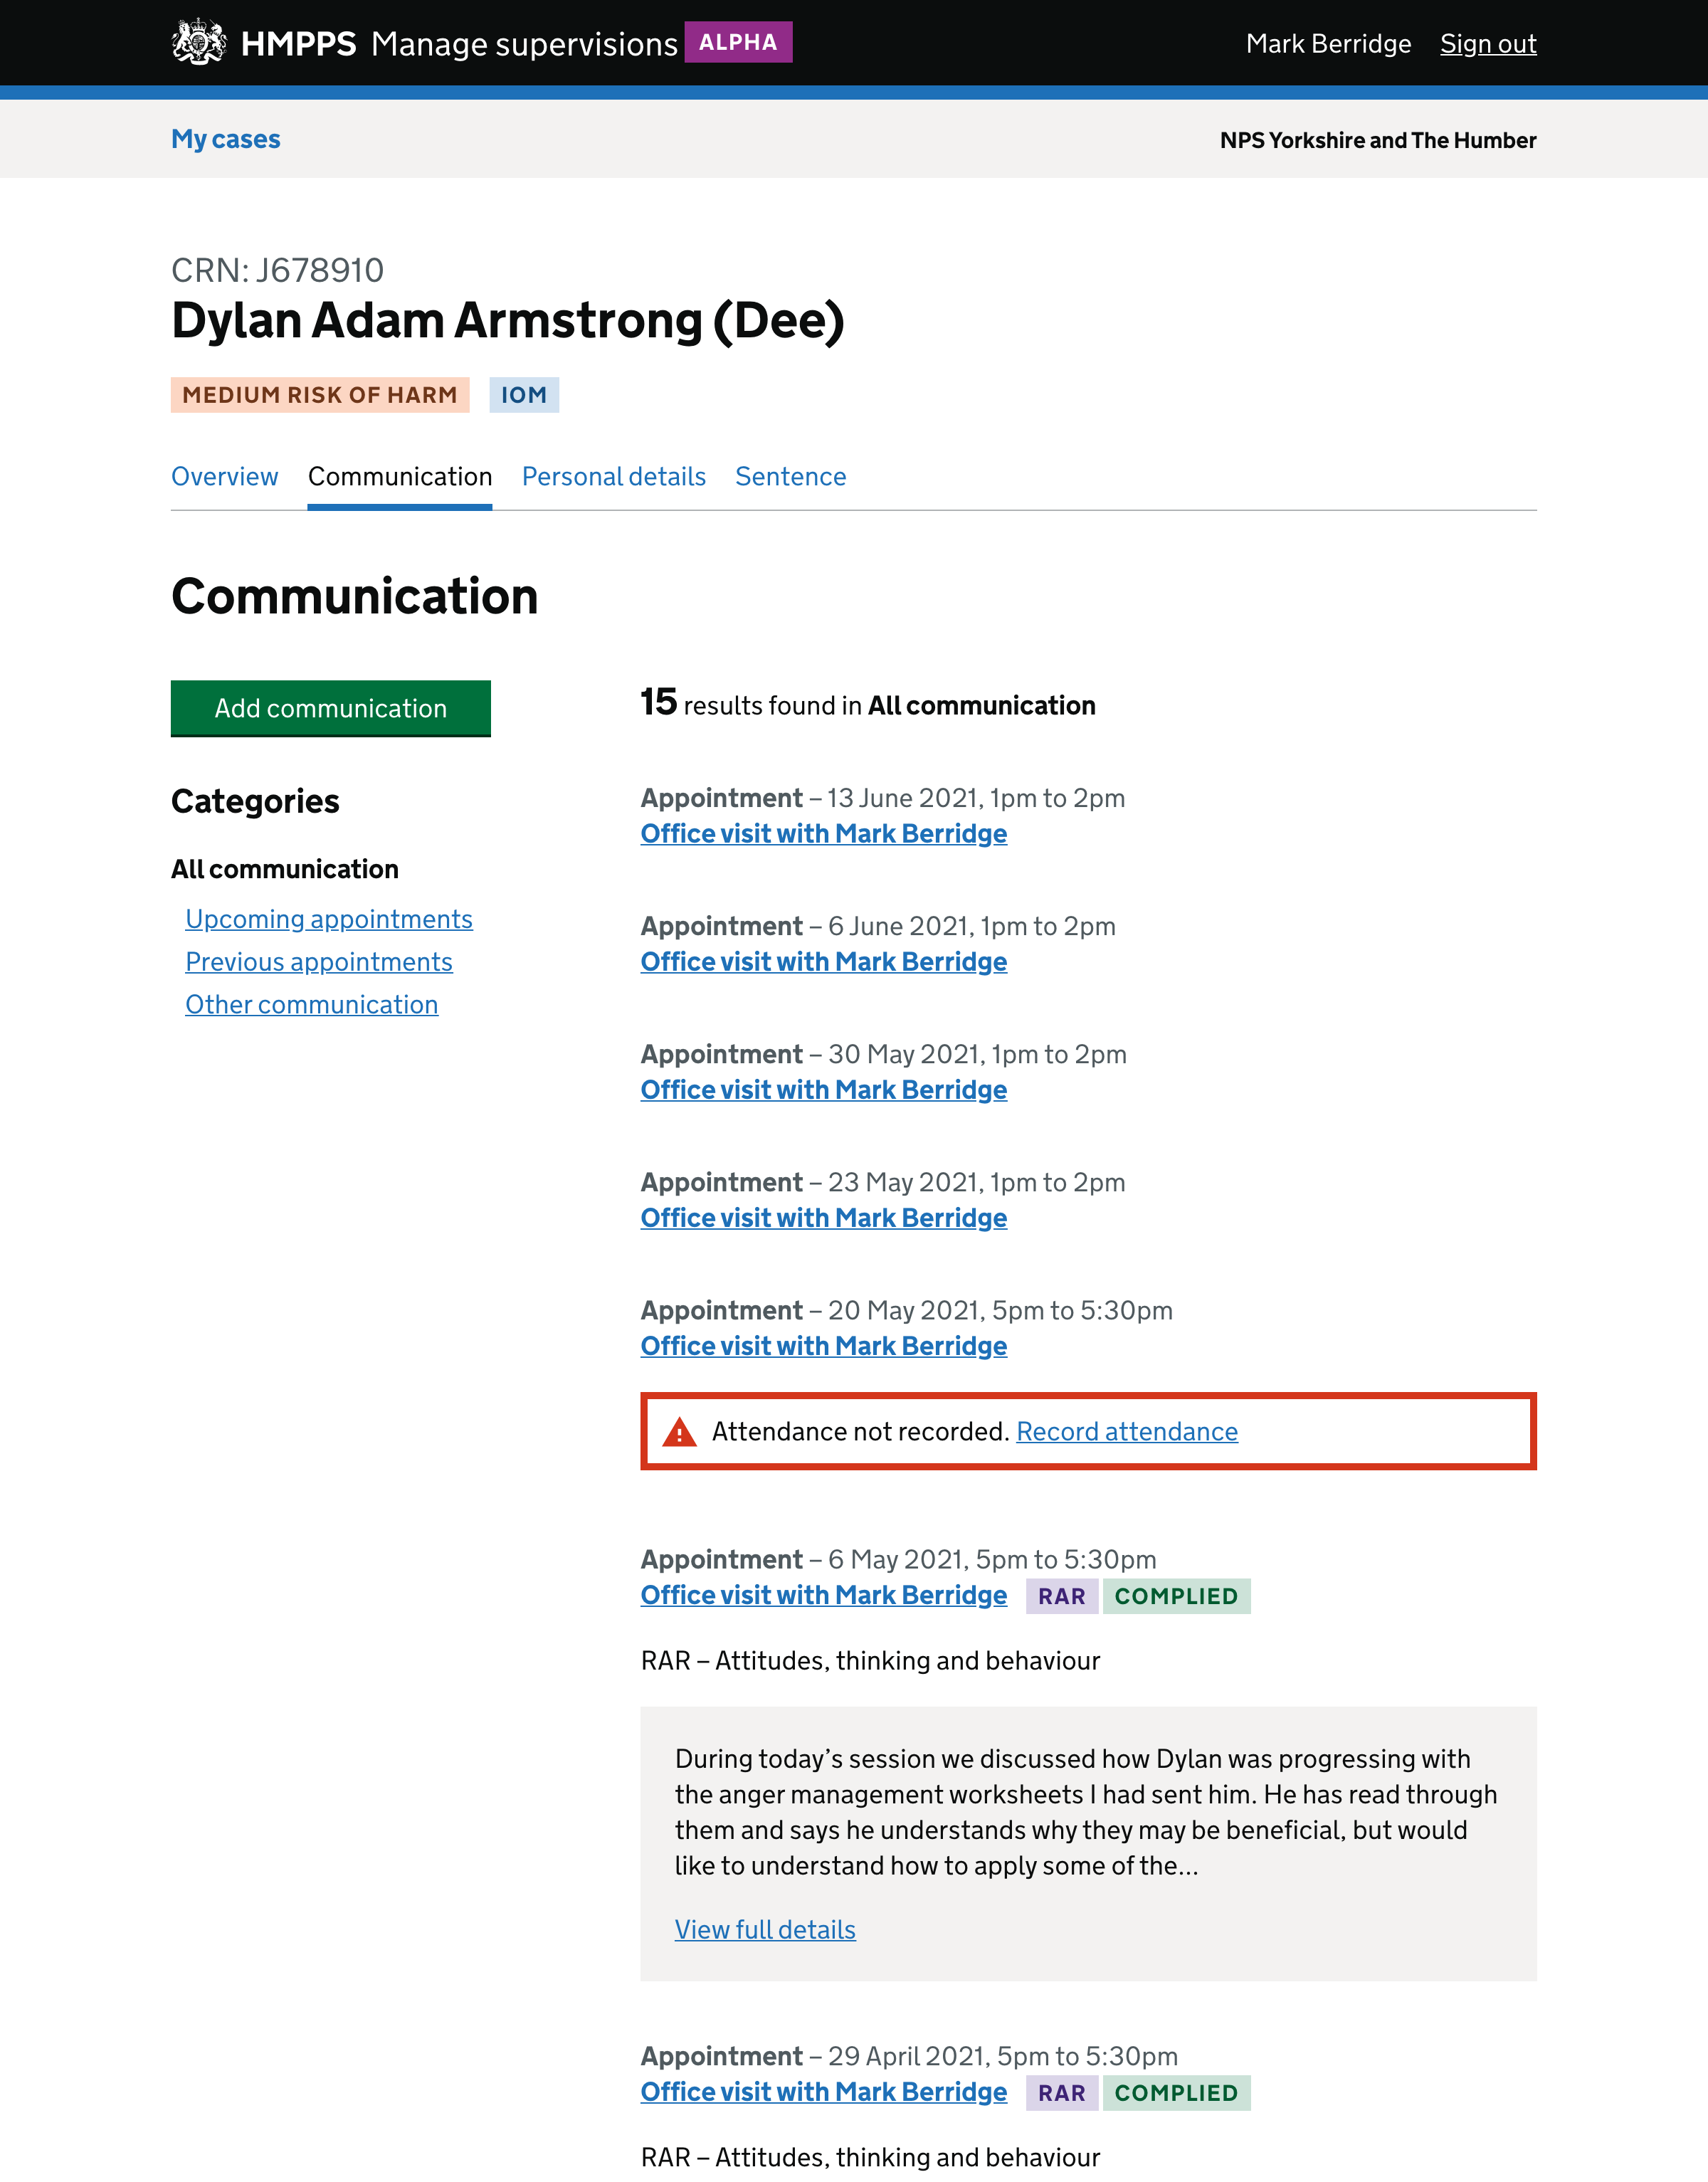 HMPPS Manage supervisions ALPHA Mark Berridge Sign out
My cases NPS Yorkshire and The Humber
CRN: J678910
Dylan Adam Armstrong (Dee)
MEDIUM RISK OF HARM IOM
Overview Communication Personal details Sentence
Communication
Add communication
Categories
All communication
Upcoming appointments
Previous appointments
Other communication
15 results found in All communication
Appointment – 13 June 2021, 1pm to 2pm
Office visit with Mark Berridge
Appointment – 6 June 2021, 1pm to 2pm
Office visit with Mark Berridge
Appointment – 30 May 2021, 1pm to 2pm
Office visit with Mark Berridge
Appointment – 23 May 2021, 1pm to 2pm
Office visit with Mark Berridge
Appointment – 20 May 2021, 5pm to 5:30pm
Office visit with Mark Berridge
Attendance not recorded. Record attendance
Appointment – 6 May 2021, 5pm to 5:30pm
Office visit with Mark Berridge RAR COMPLIED
RAR – Attitudes, thinking and behaviour
During today’s session we discussed how Dylan was progressing with
the anger management worksheets I had sent him. He has read through
them and says he understands why they may be beneficial, but would
like to understand how to apply some of the…
View full details
Appointment – 29 April 2021, 5pm to 5:30pm
Office visit with Mark Berridge RAR COMPLIED
RAR – Attitudes, thinking and behaviour